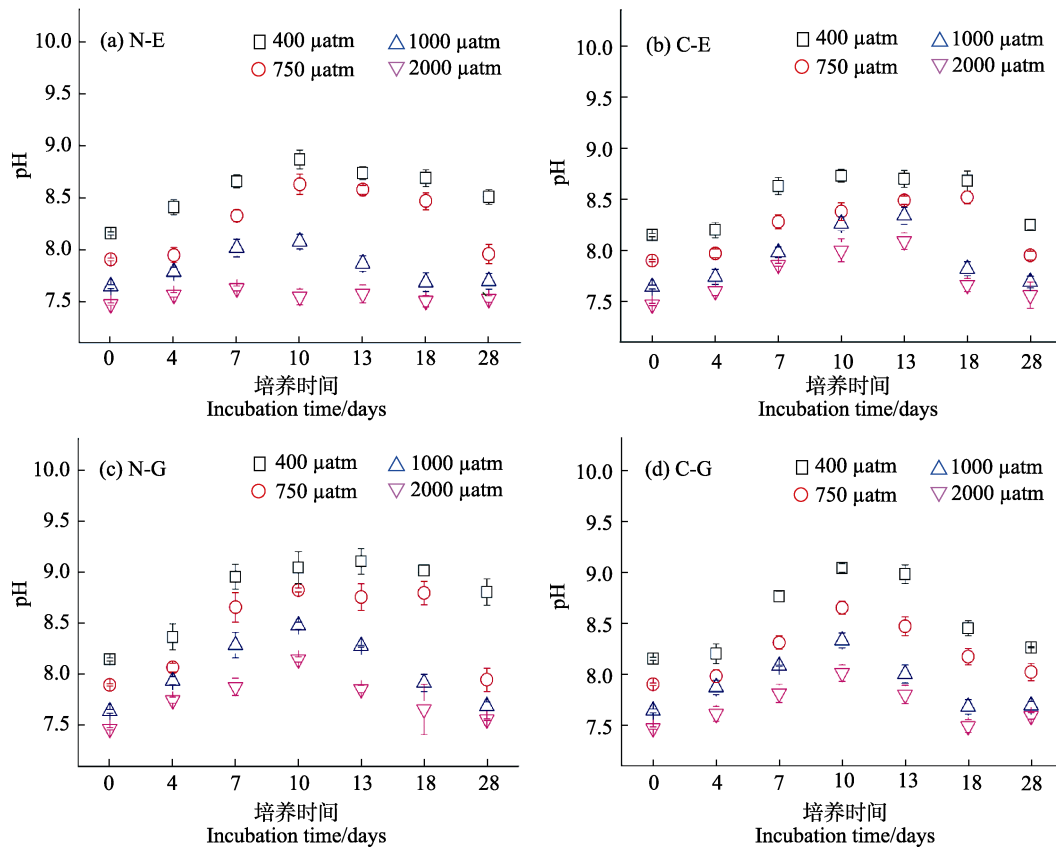 (a) N-E
400 µatm 1000 µatm
750 µatm 2000 µatm
10.0
9.5
9.0
8.5
8.0
7.5
pH
0 4 7 10 13 18 28
培养时间
Incubation time/days
(b) C-E
400 µatm 1000 µatm
750 µatm 2000 µatm
10.0
9.5
9.0
8.5
8.0
7.5
pH
0 4 7 10 13 18 28
培养时间
Incubation time/days
(c) N-G
400 µatm 1000 µatm
750 µatm 2000 µatm
10.0
9.5
9.0
8.5
8.0
7.5
pH
0 4 7 10 13 18 28
培养时间
Incubation time/days
(d) C-G
400 µatm 1000 µatm
750 µatm 2000 µatm
10.0
9.5
9.0
8.5
8.0
7.5
pH
0 4 7 10 13 18 28
培养时间
Incubation time/days